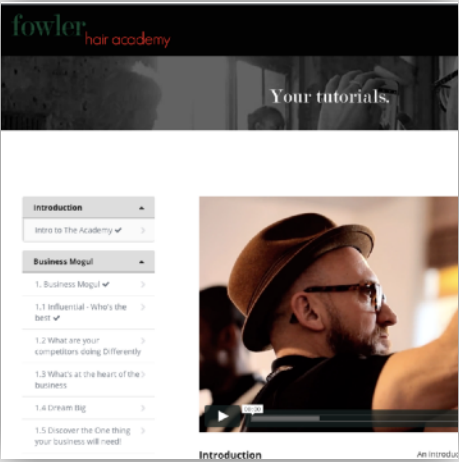 fowler
hair academy
Your tutorials.
Introduction
Intro to The Academy ✔
Business Mogul
1. Business Mogul ✔
1.1 Influential - Who's the
best ✔
1.2 What are your
competitors doing Differently
1.3 What's at the heart of the
business
1.4 Dream Big
1.5 Discover the One thing
your business will need!
00:00
Introduction
An introduc